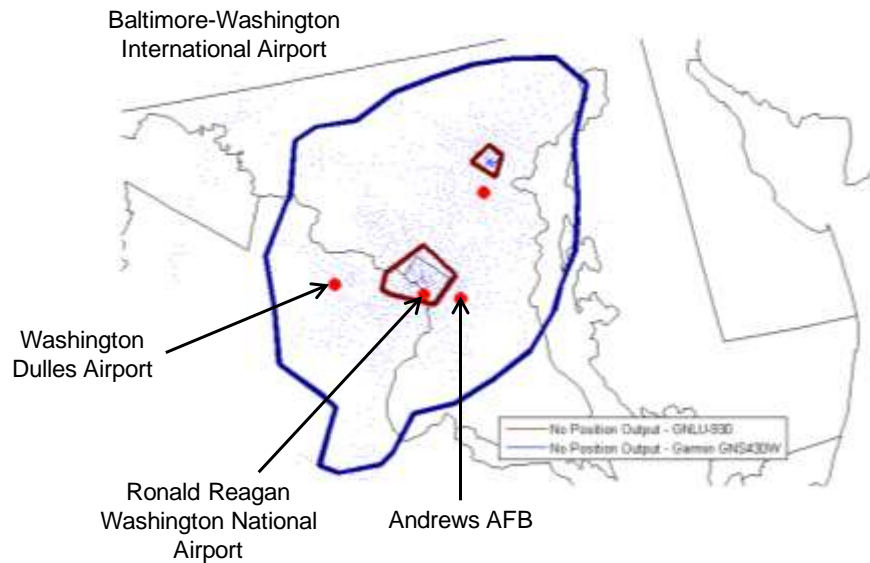 Baltimore-Washington
International Airport
Washington
Dulles Airport
No Position Output - GNLU-930
No Position Output - Garmin GNS430W
Ronald Reagan
Washington National
Airport
Andrews AFB